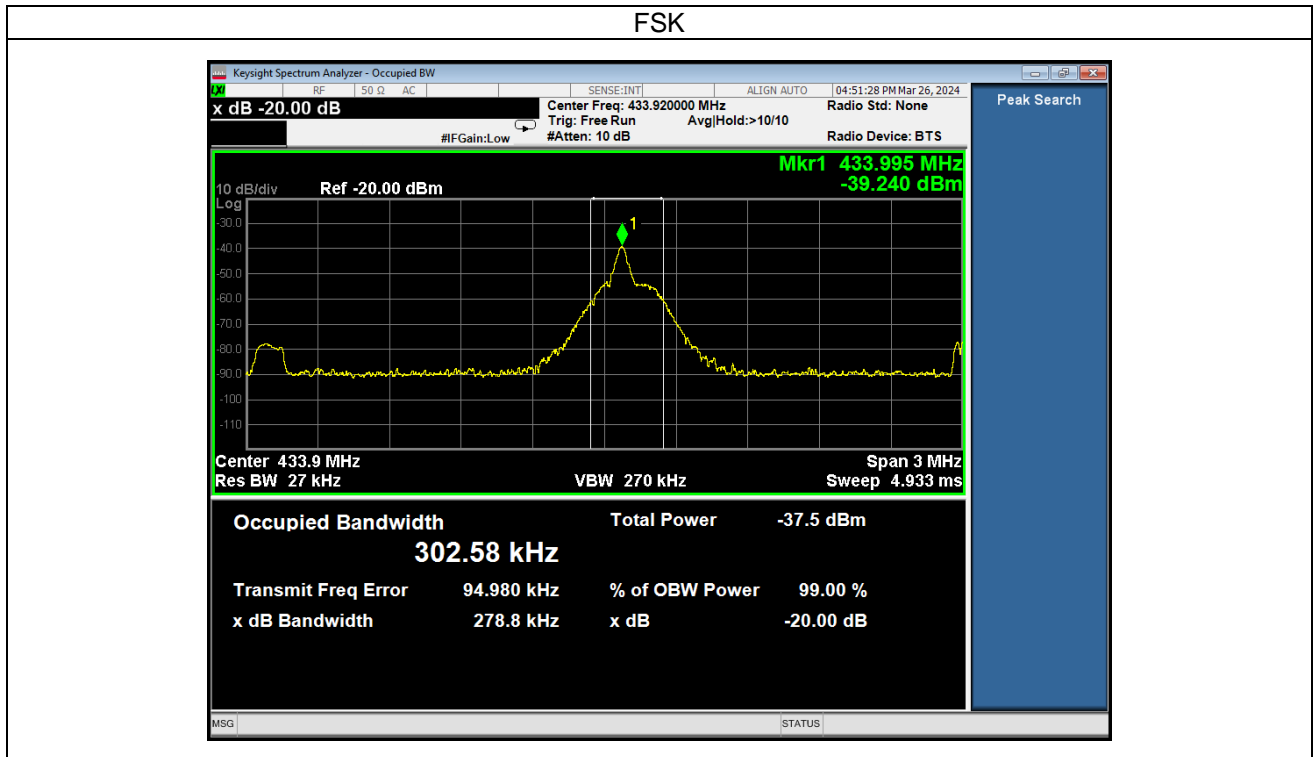 FSK
Keysight Spectrum Analyzer - Occupied BW
LXI RF 50 Ω AC SENSE:INT ALIGN AUTO 04:51:28 PM Mar 26, 2024
x dB -20.00 dB Center Freq: 433.920000 MHz Radio Std: None
Trig: Free Run Avg|Hold:>10/10
#IFGain:Low #Atten: 10 dB Radio Device: BTS
Peak Search
Mkr1 433.995 MHz
-39.240 dBm
10 dB/div Ref -20.00 dBm
Log
-30.0
1
-40.0
-50.0
-60.0
-70.0
-80.0
-90.0
-100
-110
Center 433.9 MHz Span 3 MHz
Res BW 27 kHz VBW 270 kHz Sweep 4.933 ms
Occupied Bandwidth Total Power -37.5 dBm
302.58 kHz
Transmit Freq Error 94.980 kHz % of OBW Power 99.00 %
x dB Bandwidth 278.8 kHz x dB -20.00 dB
MSG STATUS